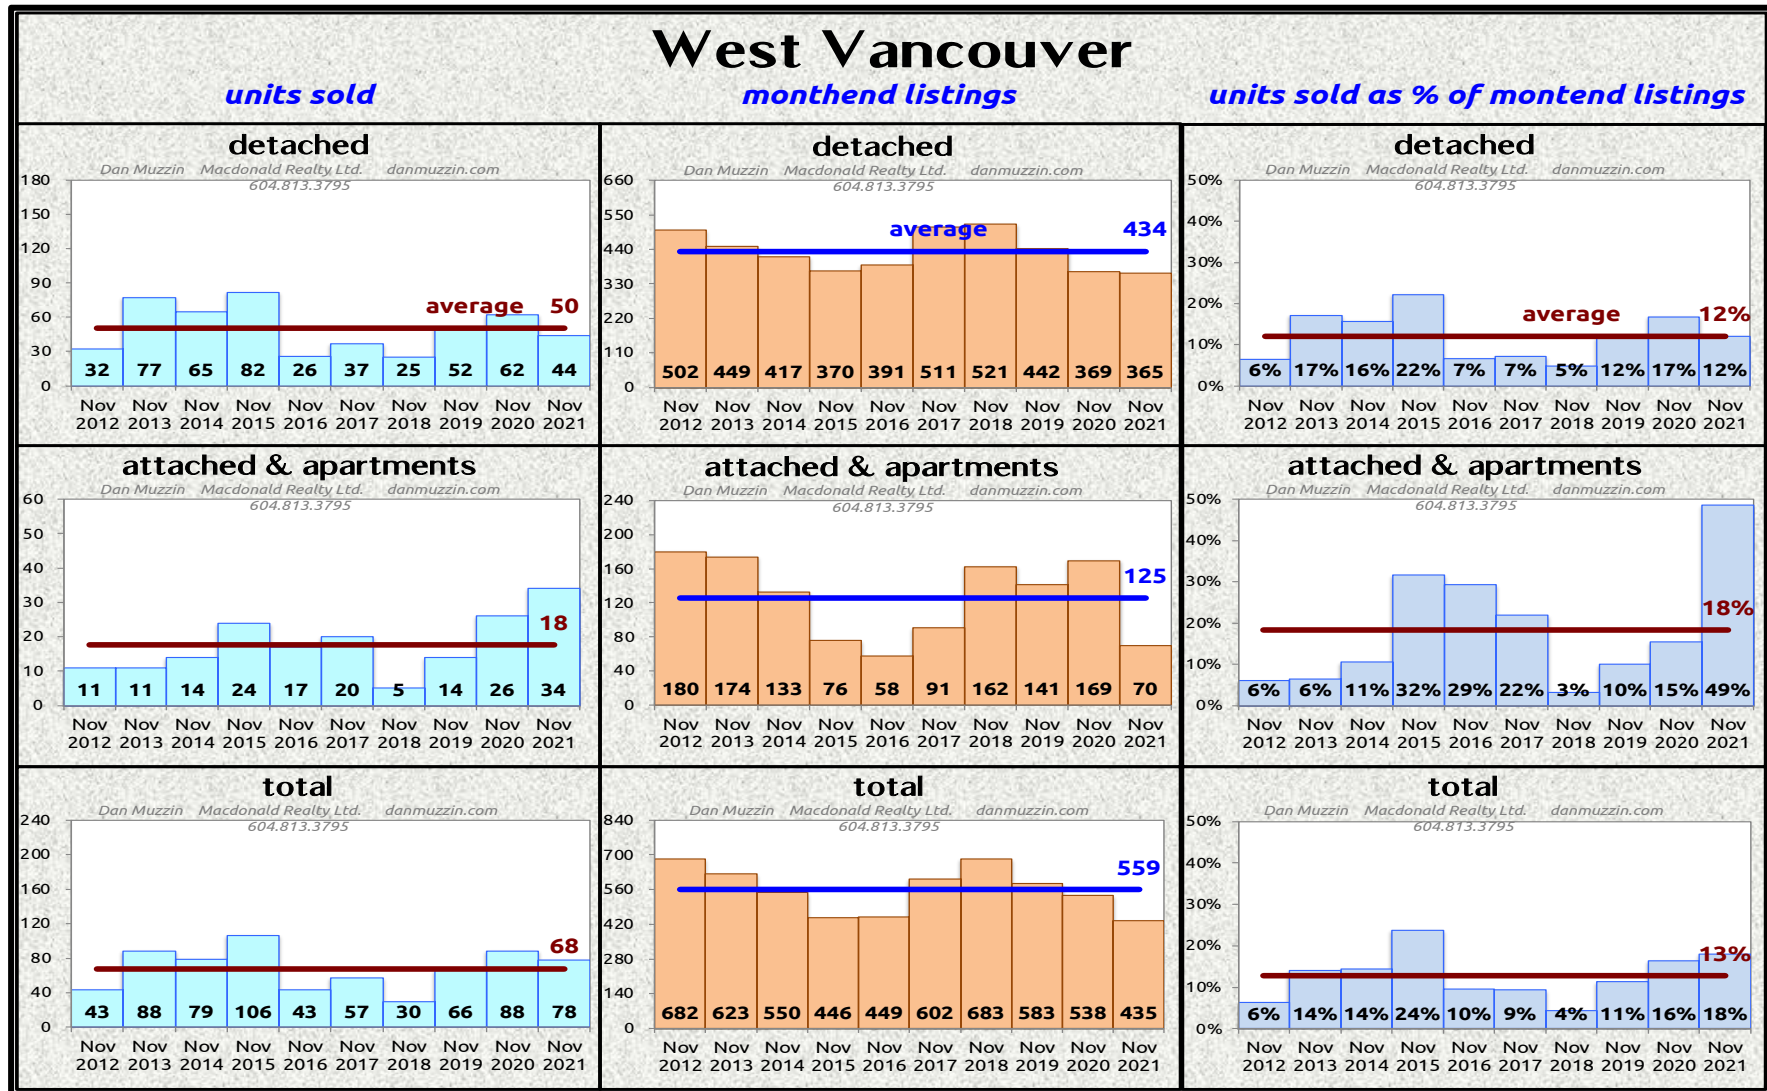 West Vancouver
units sold
monthend listings
units sold as % of montend listings
detached
Dan Muzzin Macdonald Realty Ltd. danmuzzin.com
604.813.3795
180
150
120
90
60
30
0
average 50
32 77 65 82 26 37 25 52 62 44
Nov Nov Nov Nov Nov Nov Nov Nov Nov Nov
2012 2013 2014 2015 2016 2017 2018 2019 2020 2021
detached
Dan Muzzin Macdonald Realty Ltd. danmuzzin.com
604.813.3795
660
550
440
330
220
110
0
average 434
502 449 417 370 391 511 521 442 369 365
Nov Nov Nov Nov Nov Nov Nov Nov Nov Nov
2012 2013 2014 2015 2016 2017 2018 2019 2020 2021
detached
Dan Muzzin Macdonald Realty Ltd. danmuzzin.com
604.813.3795
50%
40%
30%
20%
10%
0%
average 12%
6% 17% 16% 22% 7% 7% 5% 12% 17% 12%
Nov Nov Nov Nov Nov Nov Nov Nov Nov Nov
2012 2013 2014 2015 2016 2017 2018 2019 2020 2021
attached & apartments
Dan Muzzin Macdonald Realty Ltd. danmuzzin.com
604.813.3795
60
50
40
30
20
10
0
18
11 11 14 24 17 20 5 14 26 34
Nov Nov Nov Nov Nov Nov Nov Nov Nov Nov
2012 2013 2014 2015 2016 2017 2018 2019 2020 2021
attached & apartments
Dan Muzzin Macdonald Realty Ltd. danmuzzin.com
604.813.3795
240
200
160
120
80
40
0
125
180 174 133 76 58 91 162 141 169 70
Nov Nov Nov Nov Nov Nov Nov Nov Nov Nov
2012 2013 2014 2015 2016 2017 2018 2019 2020 2021
attached & apartments
Dan Muzzin Macdonald Realty Ltd. danmuzzin.com
604.813.3795
50%
40%
30%
20%
10%
0%
18%
6% 6% 11% 32% 29% 22% 3% 10% 15% 49%
Nov Nov Nov Nov Nov Nov Nov Nov Nov Nov
2012 2013 2014 2015 2016 2017 2018 2019 2020 2021
total
Dan Muzzin Macdonald Realty Ltd. danmuzzin.com
604.813.3795
240
200
160
120
80
40
0
68
43 88 79 106 43 57 30 66 88 78
Nov Nov Nov Nov Nov Nov Nov Nov Nov Nov
2012 2013 2014 2015 2016 2017 2018 2019 2020 2021
total
Dan Muzzin Macdonald Realty Ltd. danmuzzin.com
604.813.3795
840
700
560
420
280
140
0
559
682 623 550 446 449 602 683 583 538 435
Nov Nov Nov Nov Nov Nov Nov Nov Nov Nov
2012 2013 2014 2015 2016 2017 2018 2019 2020 2021
total
Dan Muzzin Macdonald Realty Ltd. danmuzzin.com
604.813.3795
50%
40%
30%
20%
10%
0%
13%
6% 14% 14% 24% 10% 9% 4% 11% 16% 18%
Nov Nov Nov Nov Nov Nov Nov Nov Nov Nov
2012 2013 2014 2015 2016 2017 2018 2019 2020 2021